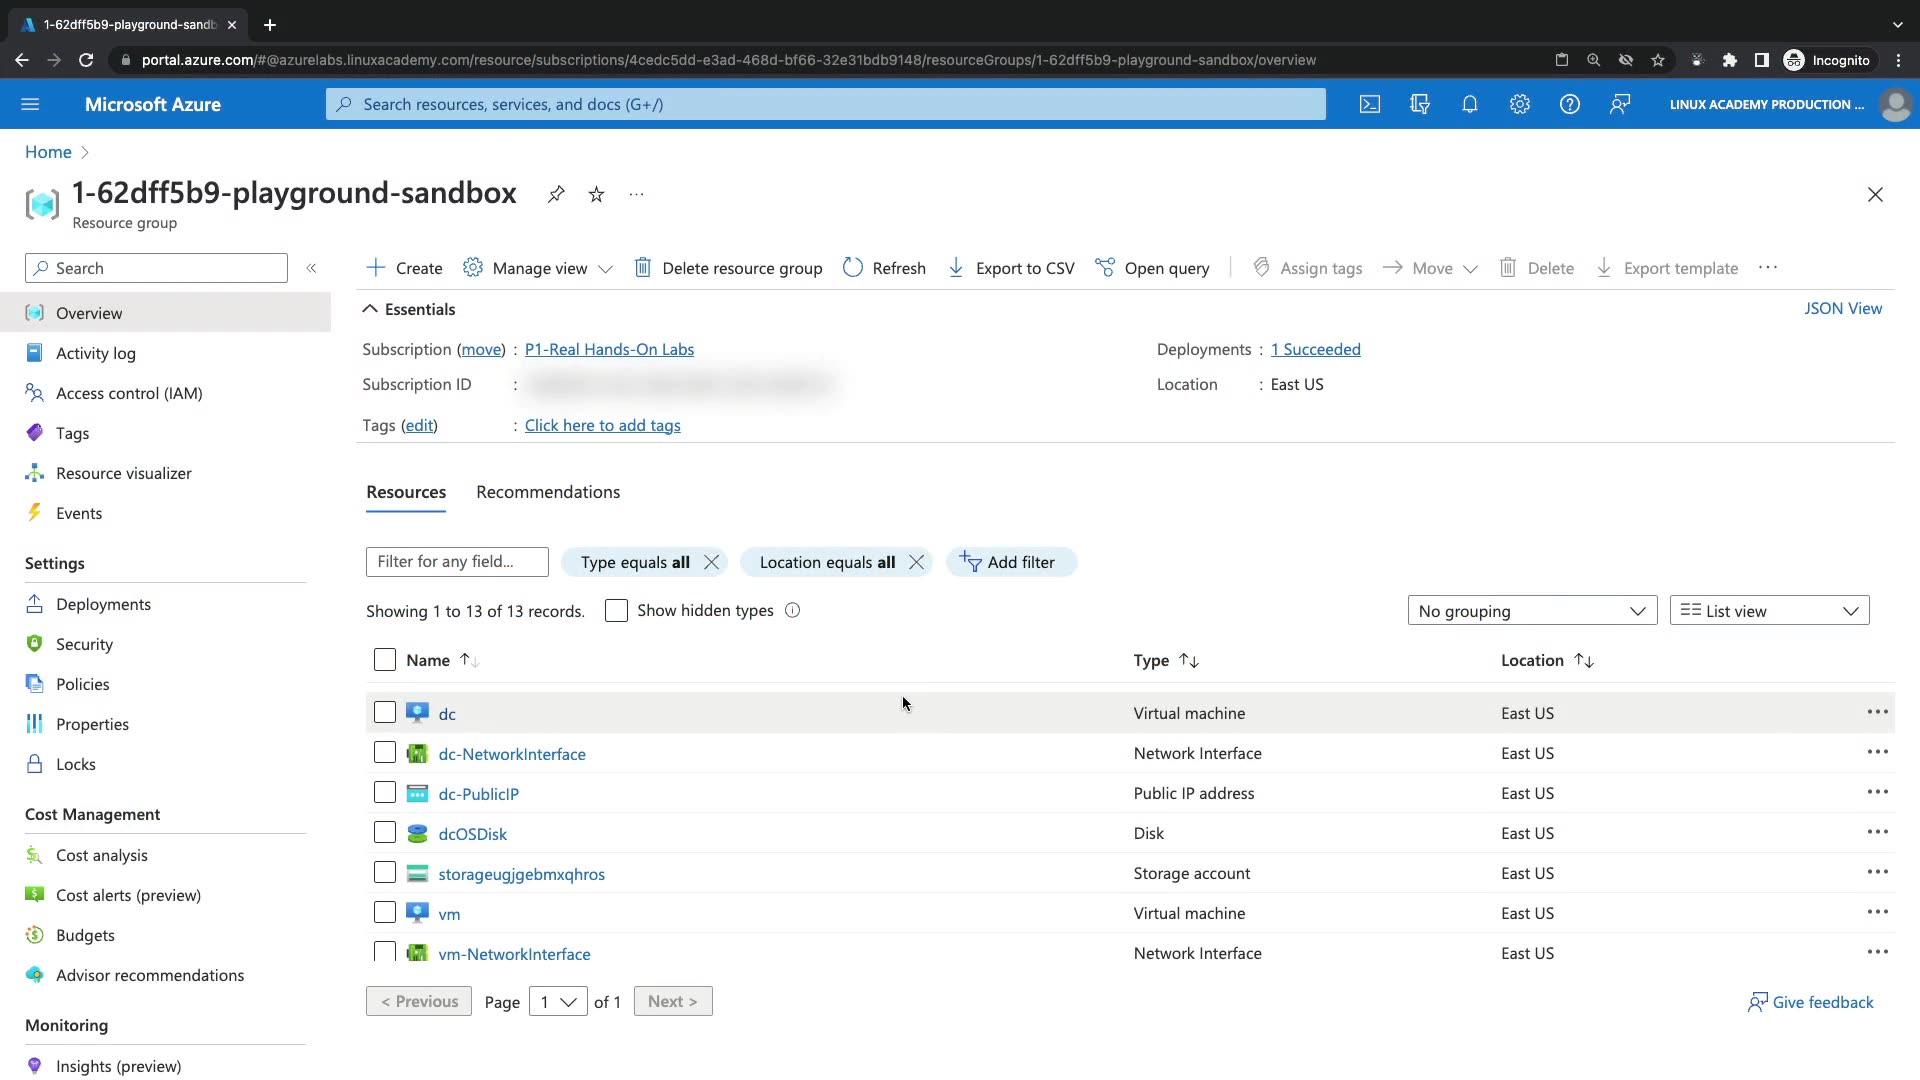 1-62dff5b9-playground-sandb
portal.azure.com/#@azurelabs.linuxacademy.com/resource/subscriptions/4cedc5dd-e3ad-468d-bf66-32e31bdb9148/resourceGroups/1-62dff5b9-playground-sandbox/overview
Incognito
Microsoft Azure
Search resources, services, and docs (G+/)
LINUX ACADEMY PRODUCTION ...
Home
1-62dff5b9-playground-sandbox
Resource group
Search
Create
Manage view
Delete resource group
Refresh
Export to CSV
Open query
Assign tags
Move
Delete
Export template
Overview
Activity log
Access control (IAM)
Tags
Resource visualizer
Events
Settings
Deployments
Security
Policies
Properties
Locks
Cost Management
Cost analysis
Cost alerts (preview)
Budgets
Advisor recommendations
Monitoring
Insights (preview)
Essentials
JSON View
Subscription (move) : P1-Real Hands-On Labs
Deployments : 1 Succeeded
Subscription ID :
Location : East US
Tags (edit) : Click here to add tags
Resources
Recommendations
Filter for any field...
Type equals all
Location equals all
Add filter
Showing 1 to 13 of 13 records.
Show hidden types
No grouping
List view
Name
Type
Location
dc
Virtual machine
East US
dc-NetworkInterface
Network Interface
East US
dc-PublicIP
Public IP address
East US
dcOSDisk
Disk
East US
storageugjgebmxqhros
Storage account
East US
vm
Virtual machine
East US
vm-NetworkInterface
Network Interface
East US
< Previous
Page 1 of 1
Next >
Give feedback